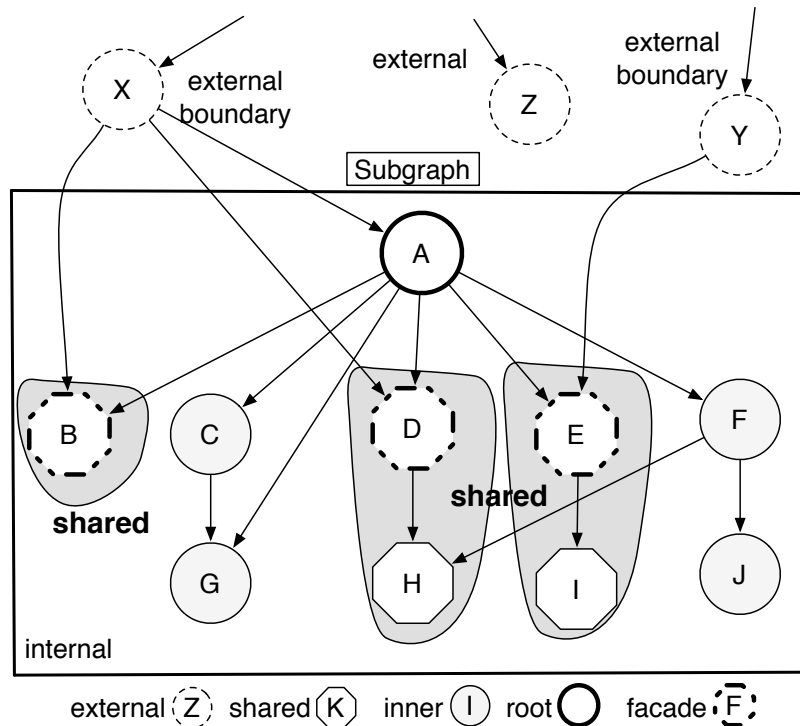 X
external
boundary
external
Z
external
boundary
Y
Subgraph
A
B
C
D
E
F
shared
shared
G
H
I
J
internal
external Z shared K inner I root facade F